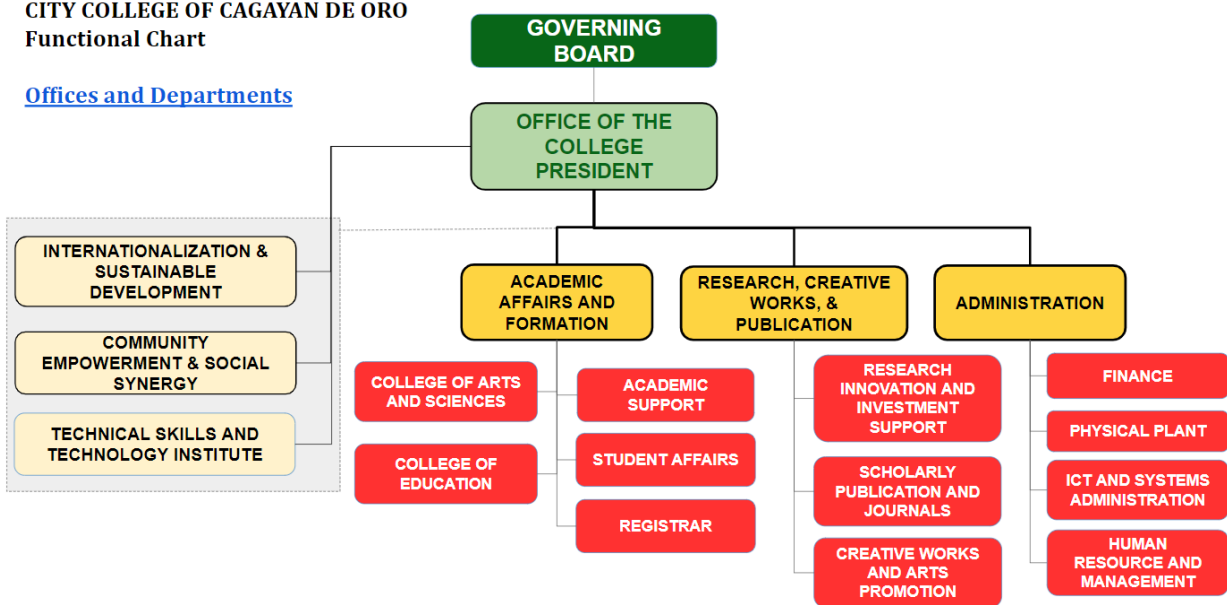 CITY COLLEGE OF CAGAYAN DE ORO
Functional Chart
Offices and Departments
GOVERNING
BOARD
OFFICE OF THE
COLLEGE
PRESIDENT
INTERNATIONALIZATION &
SUSTAINABLE
DEVELOPMENT
COMMUNITY
EMPOWERMENT & SOCIAL
SYNERGY
TECHNICAL SKILLS AND
TECHNOLOGY INSTITUTE
ACADEMIC
AFFAIRS AND
FORMATION
COLLEGE OF ARTS
AND SCIENCES
COLLEGE OF
EDUCATION
ACADEMIC
SUPPORT
STUDENT AFFAIRS
REGISTRAR
RESEARCH, CREATIVE
WORKS, &
PUBLICATION
RESEARCH
INNOVATION AND
INVESTMENT
SUPPORT
SCHOLARLY
PUBLICATION AND
JOURNALS
CREATIVE WORKS
AND ARTS
PROMOTION
ADMINISTRATION
FINANCE
PHYSICAL PLANT
ICT AND SYSTEMS
ADMINISTRATION
HUMAN
RESOURCE AND
MANAGEMENT